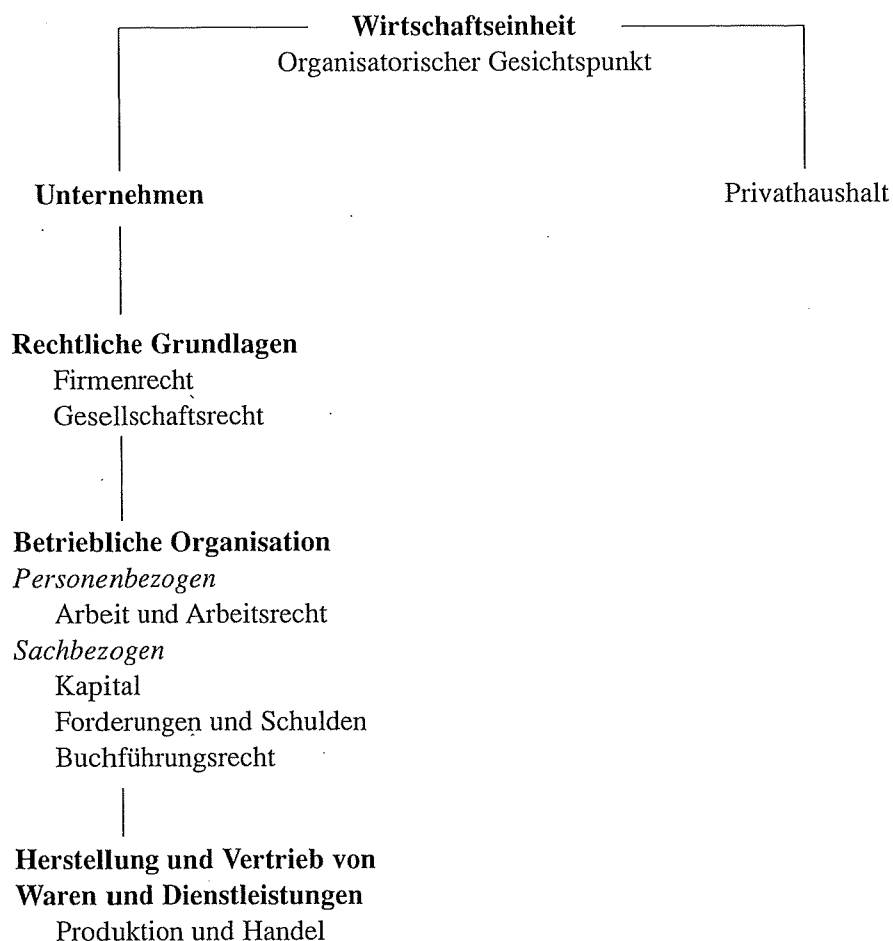 Wirtschaftseinheit
Organisatorischer Gesichtspunkt
Unternehmen
Privathaushalt
Rechtliche Grundlagen
Firmenrecht
Gesellschaftsrecht
Betriebliche Organisation
Personenbezogen
Arbeit und Arbeitsrecht
Sachbezogen
Kapital
Forderungen und Schulden
Buchführungsrecht
Herstellung und Vertrieb von
Waren und Dienstleistungen
Produktion und Handel